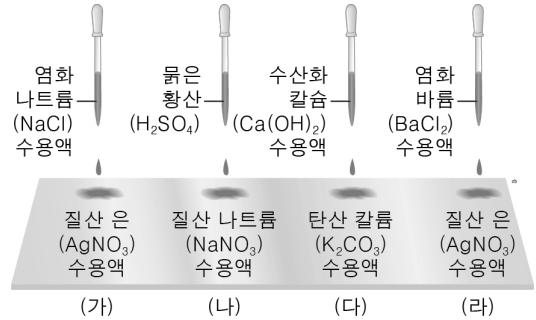 염화
나트륨
(NaCl)
수용액
묽은
황산
(H₂SO₄)
수산화
칼슘
(Ca(OH)₂)
수용액
염화
바륨
(BaCl₂)
수용액
질산 은
(AgNO₃)
수용액
질산 나트륨
(NaNO₃)
수용액
탄산 칼륨
(K₂CO₃)
수용액
질산 은
(AgNO₃)
수용액
(가)
(나)
(다)
(라)